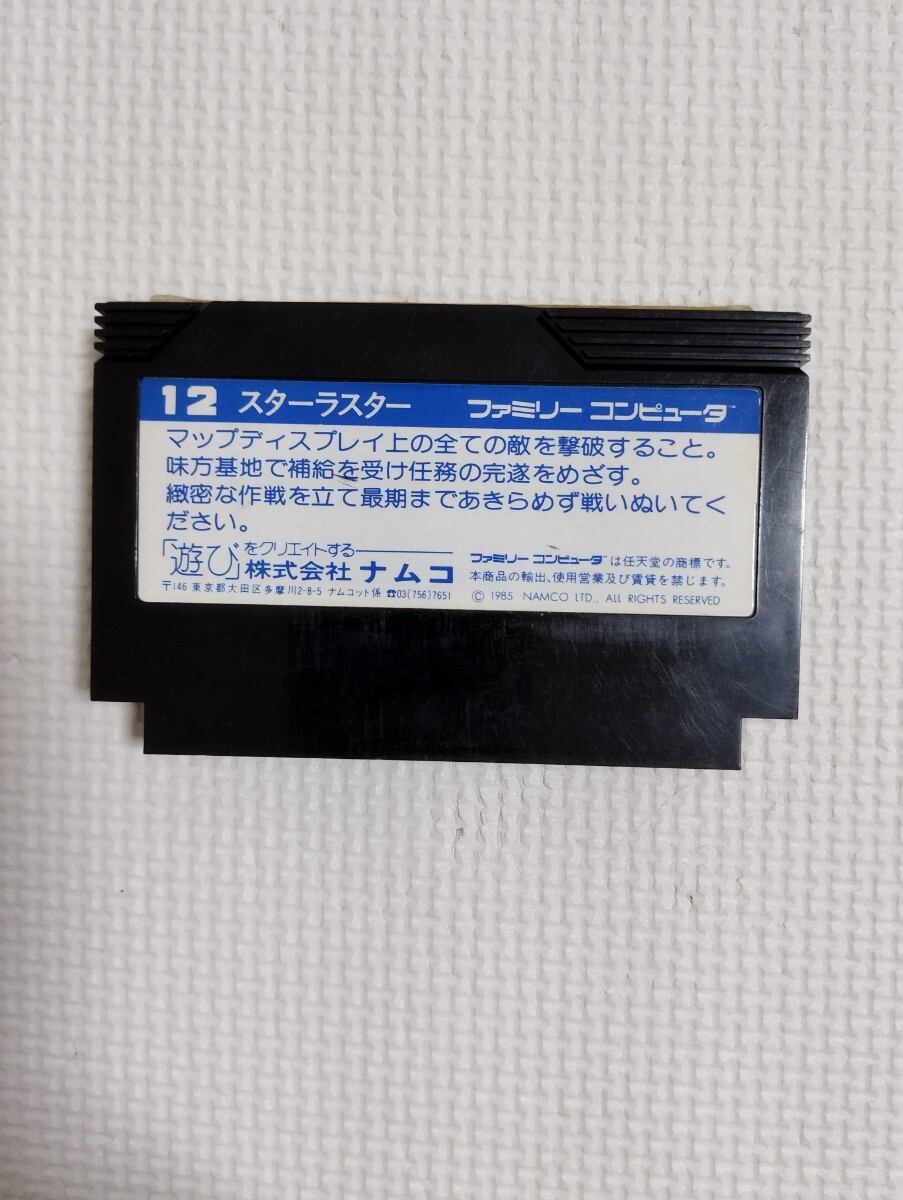 12 スターラスター ファミリー コンピュータ™
マップディスプレイ上の全ての敵を撃破すること。
味方基地で補給を受け任務の完遂をめざす。
緻密な作戦を立て最期まであきらめず戦いぬいてく
ださい。
「遊び」をクリエイトする
株式会社 ナムコ
〒146 東京都大田区多摩川2-8-5 ナムコット係 ☎03(756)7651
ファミリー コンピュータ™は任天堂の商標です。
本商品の輸出、使用営業及び賃貸を禁じます。
© 1985 NAMCO LTD., ALL RIGHTS RESERVED